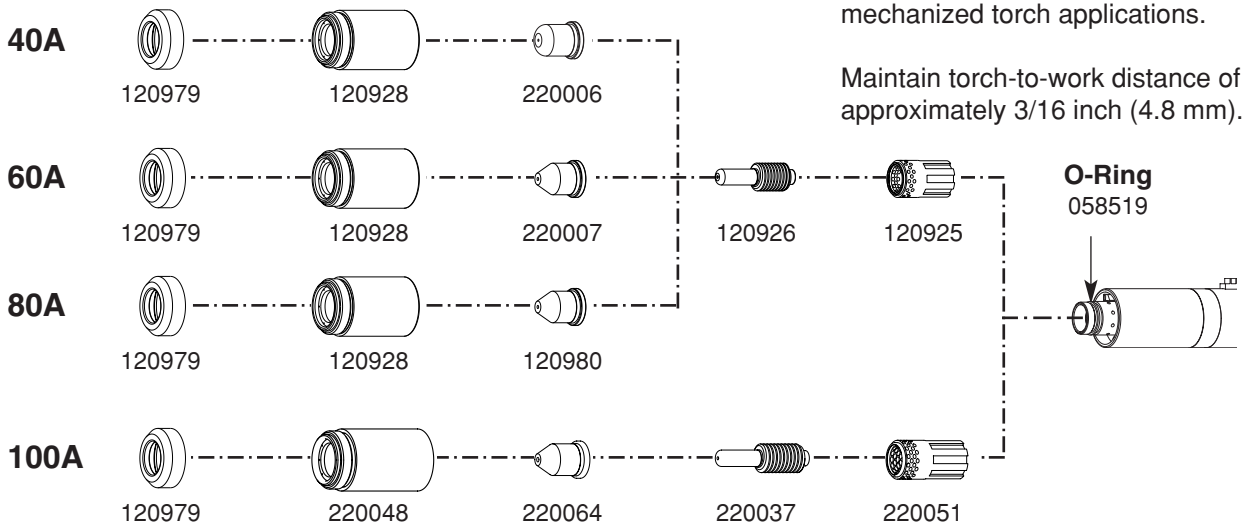 mechanized torch applications.
Maintain torch-to-work distance of
approximately 3/16 inch (4.8 mm).
40A
120979 120928 220006
60A
120979 120928 220007 120926 120925
O-Ring
058519
80A
120979 120928 120980
100A
120979 220048 220064 220037 220051